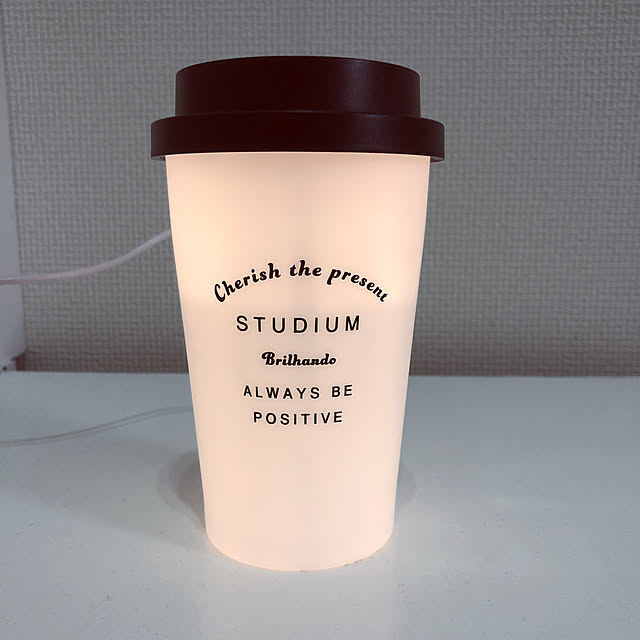 Cherish the present
STUDIUM
Brilhando
ALWAYS BE
POSITIVE